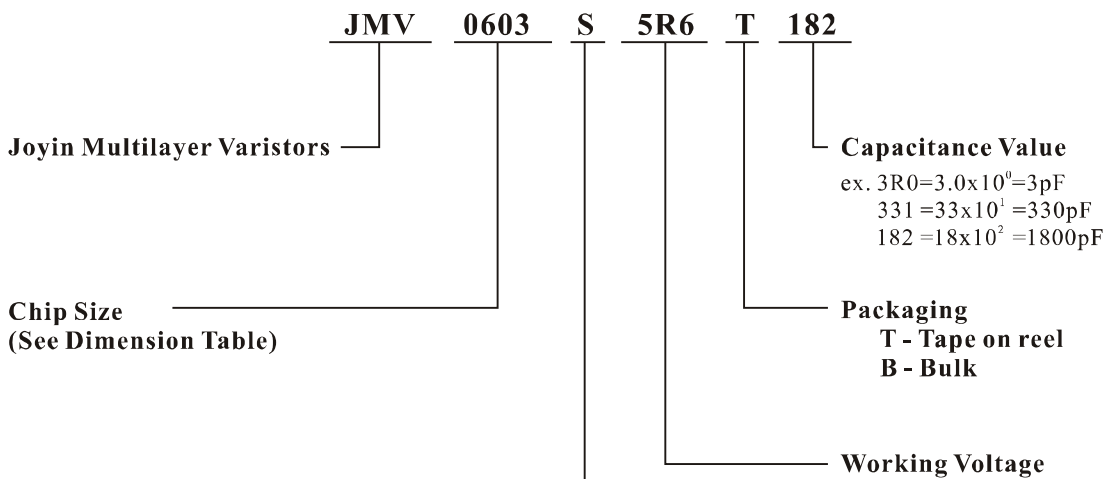 JMV 0603 S 5R6 T 182
Joyin Multilayer Varistors
Capacitance Value
ex. 3R0=3.0x10⁰=3pF
331 =33x10¹ =330pF
182 =18x10² =1800pF
Chip Size
(See Dimension Table)
Packaging
T - Tape on reel
B - Bulk
Working Voltage